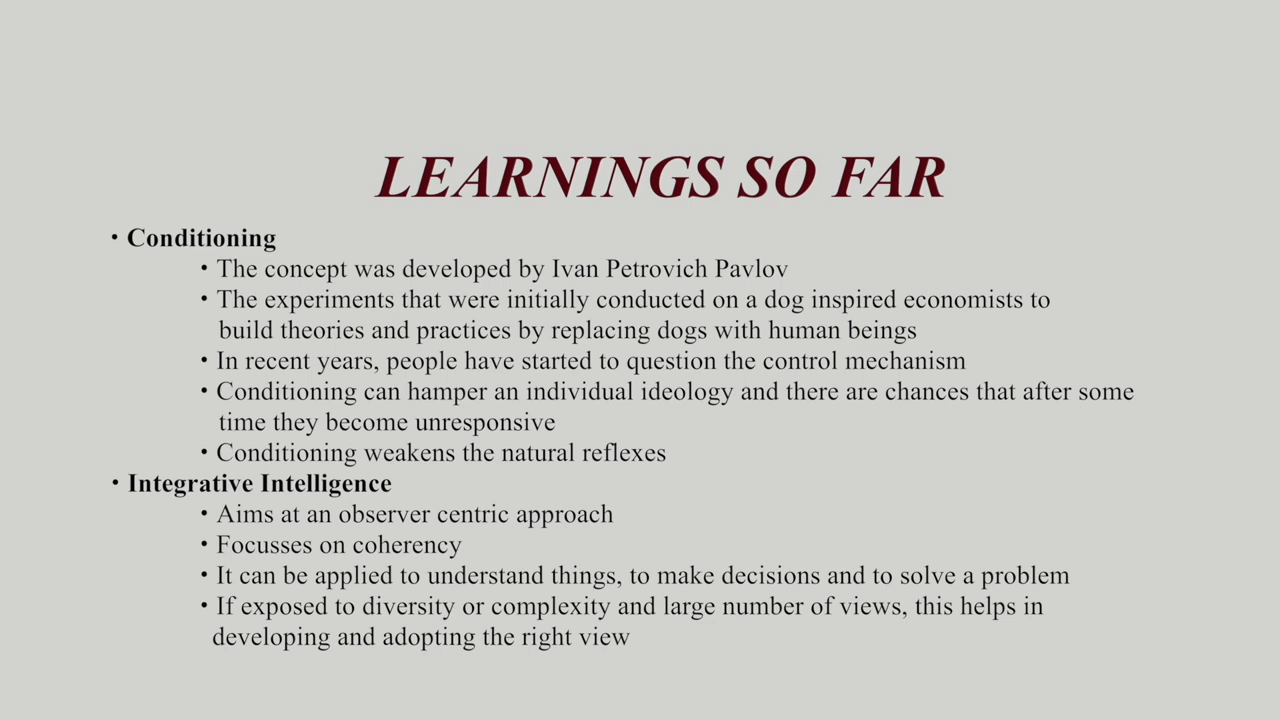 LEARNINGS SO FAR
• Conditioning
• The concept was developed by Ivan Petrovich Pavlov
• The experiments that were initially conducted on a dog inspired economists to
build theories and practices by replacing dogs with human beings
• In recent years, people have started to question the control mechanism
• Conditioning can hamper an individual ideology and there are chances that after some
time they become unresponsive
• Conditioning weakens the natural reflexes
• Integrative Intelligence
• Aims at an observer centric approach
• Focusses on coherency
• It can be applied to understand things, to make decisions and to solve a problem
• If exposed to diversity or complexity and large number of views, this helps in
developing and adopting the right view